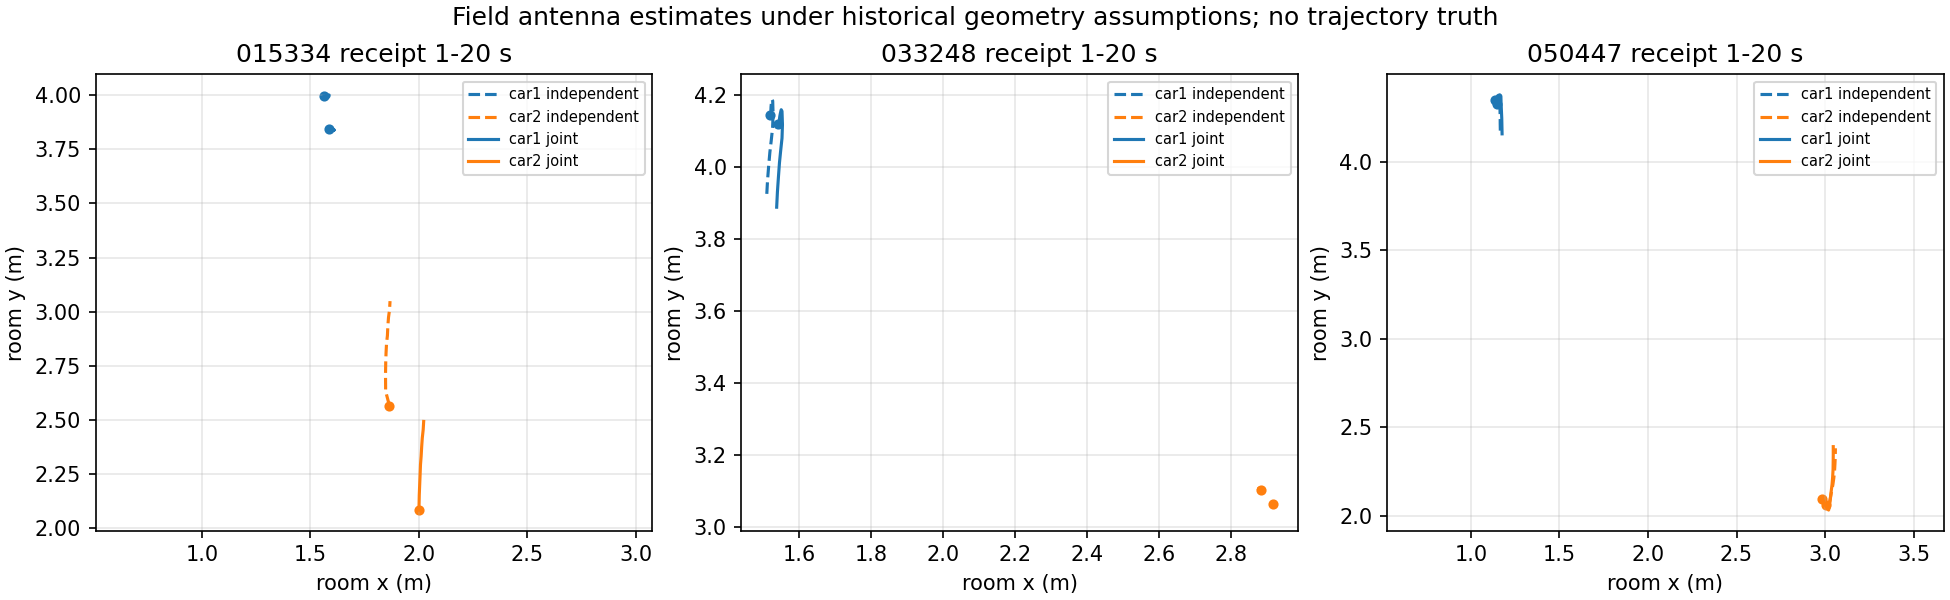 Field antenna estimates under historical geometry assumptions; no trajectory truth
015334 receipt 1-20 s
4.00
3.75
3.50
3.25
3.00
2.75
2.50
2.25
2.00
room y (m)
1.0 1.5 2.0 2.5 3.0
room x (m)
car1 independent
car2 independent
car1 joint
car2 joint
033248 receipt 1-20 s
4.2
4.0
3.8
3.6
3.4
3.2
3.0
room y (m)
1.6 1.8 2.0 2.2 2.4 2.6 2.8
room x (m)
car1 independent
car2 independent
car1 joint
car2 joint
050447 receipt 1-20 s
4.0
3.5
3.0
2.5
2.0
room y (m)
1.0 1.5 2.0 2.5 3.0 3.5
room x (m)
car1 independent
car2 independent
car1 joint
car2 joint